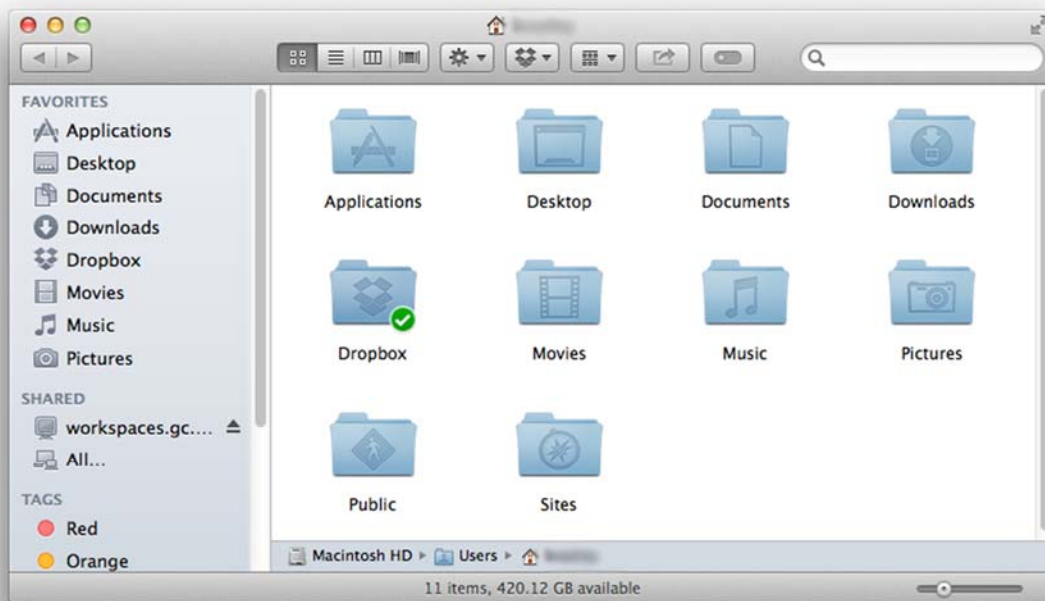 FAVORITES
Applications
Desktop
Documents
Downloads
Dropbox
Movies
Music
Pictures
SHARED
workspaces.gc....
All...
TAGS
Red
Orange
Applications Desktop Documents Downloads
Dropbox Movies Music Pictures
Public Sites
Macintosh HD ▸ Users ▸
11 items, 420.12 GB available